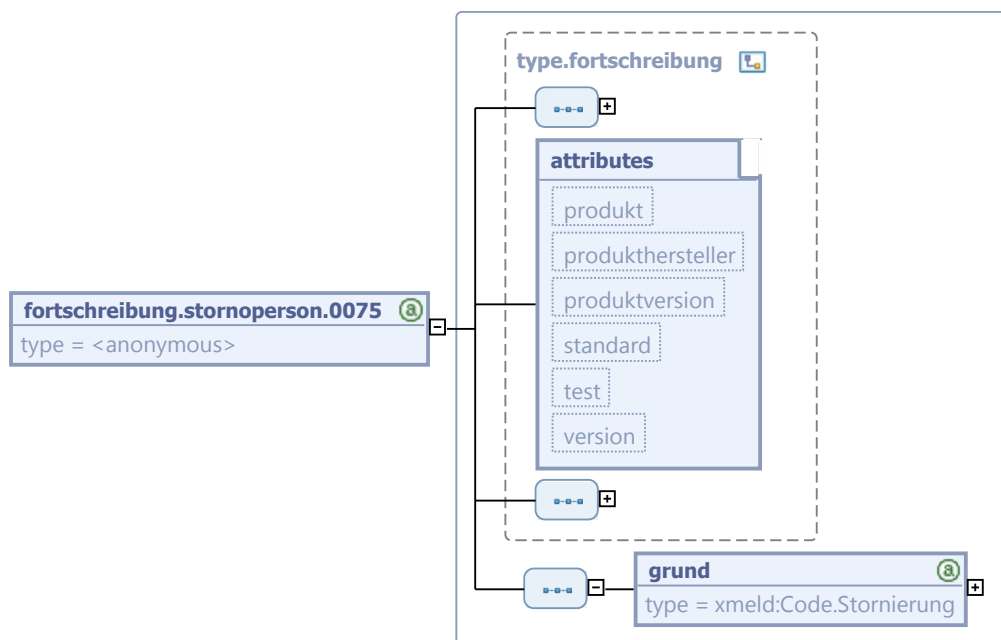 type.fortschreibung
attributes
produkt
produkthersteller
produktversion
fortschreibung.stornoperson.0075 a
type = <anonymous>
standard
test
version
grund a
type = xmeld:Code.Stornierung